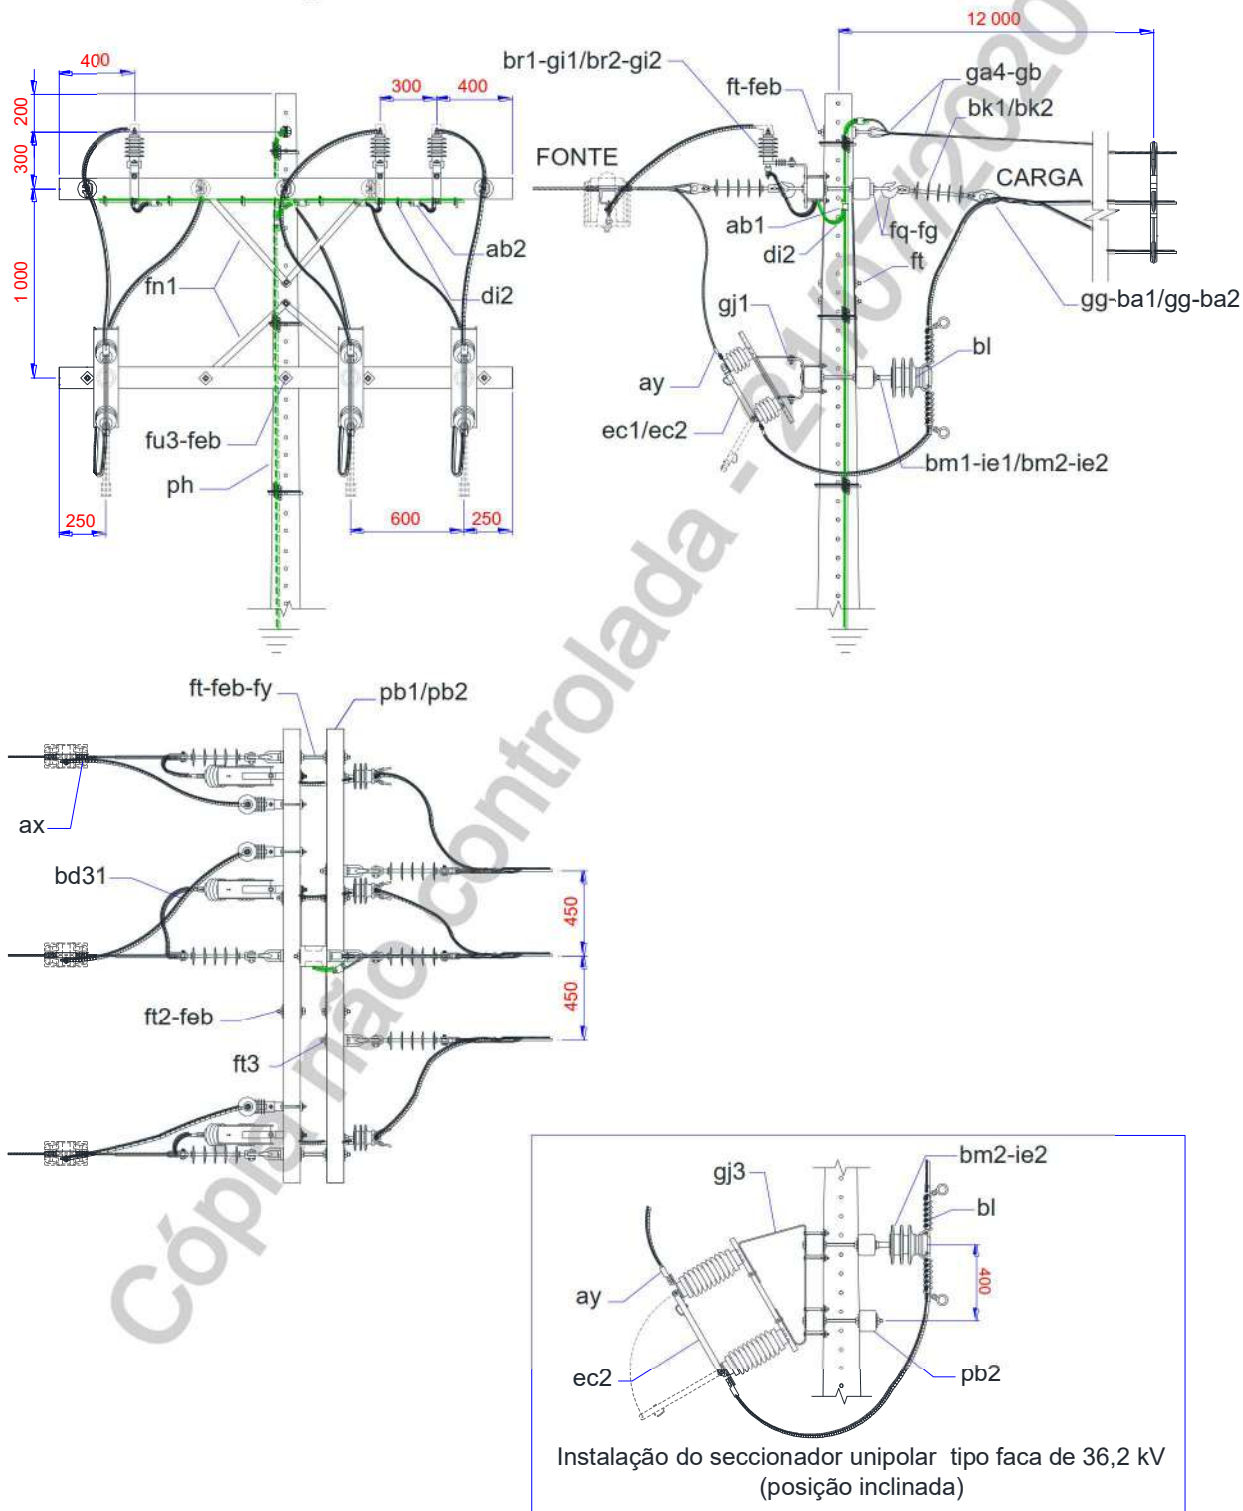 12 000
400
br1-gi1/br2-gi2
ft-feb
ga4-gb
300
400
200
bk1/bk2
300
FONTE
CARGA
ab1
fq-fg
ab2
di2
1 000
fn1
di2
ft
gg-ba1/gg-ba2
gj1
bl
ay
fu3-feb
ec1/ec2
bm1-ie1/bm2-ie2
ph
250
600
250
ft-feb-fy
pb1/pb2
ax
bd31
450
450
ft2-feb
ft3
bm2-ie2
gj3
bl
400
ay
ec2
pb2
Instalação do seccionador unipolar tipo faca de 36,2 kV
(posição inclinada)
Cópia não controlada - 21/07/2020